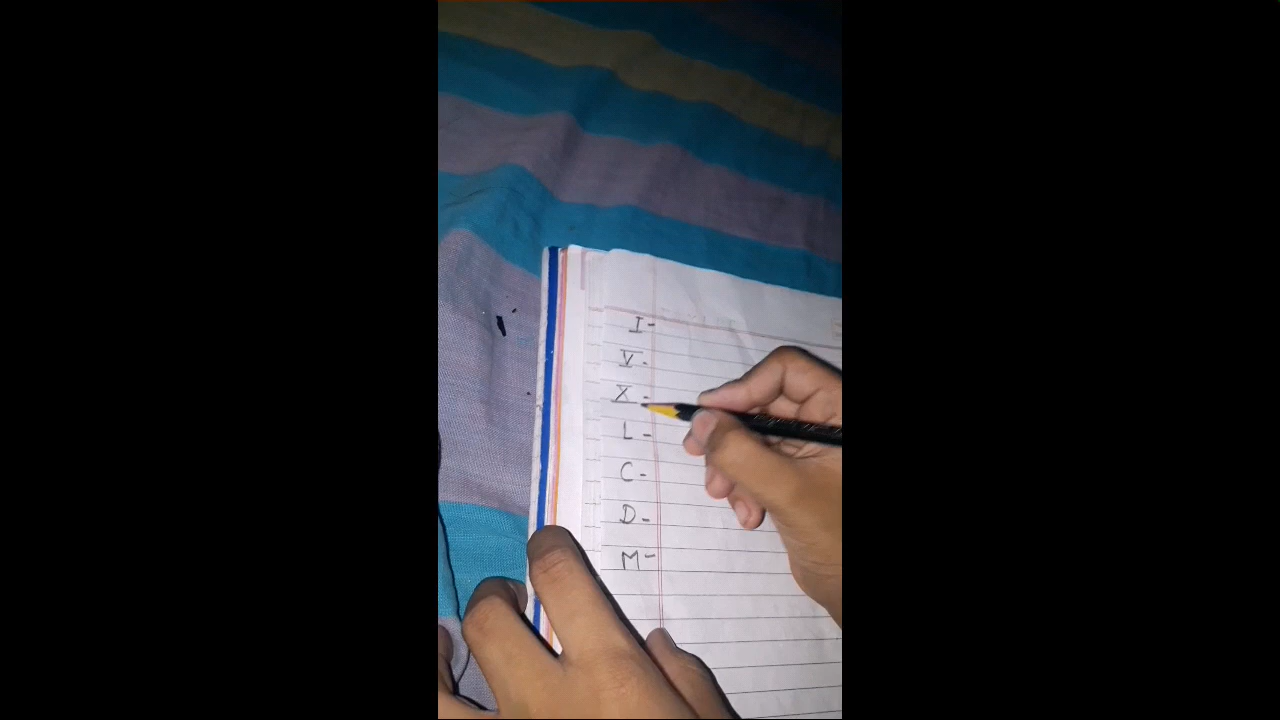 I-
V-
X-
L-
C-
D-
M-